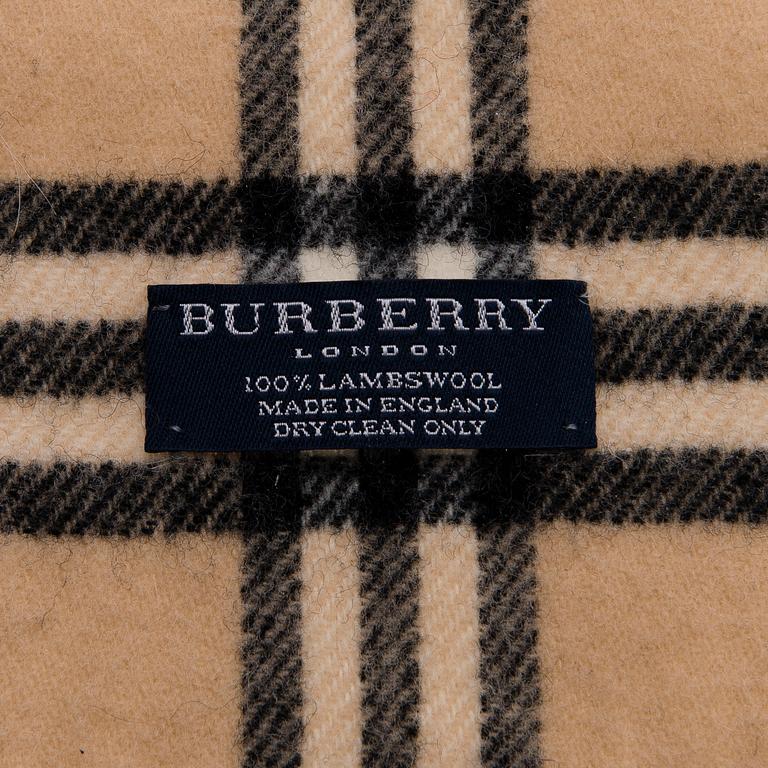 BURBERRY
LONDON
100% LAMBSWOOL
MADE IN ENGLAND
DRY CLEAN ONLY